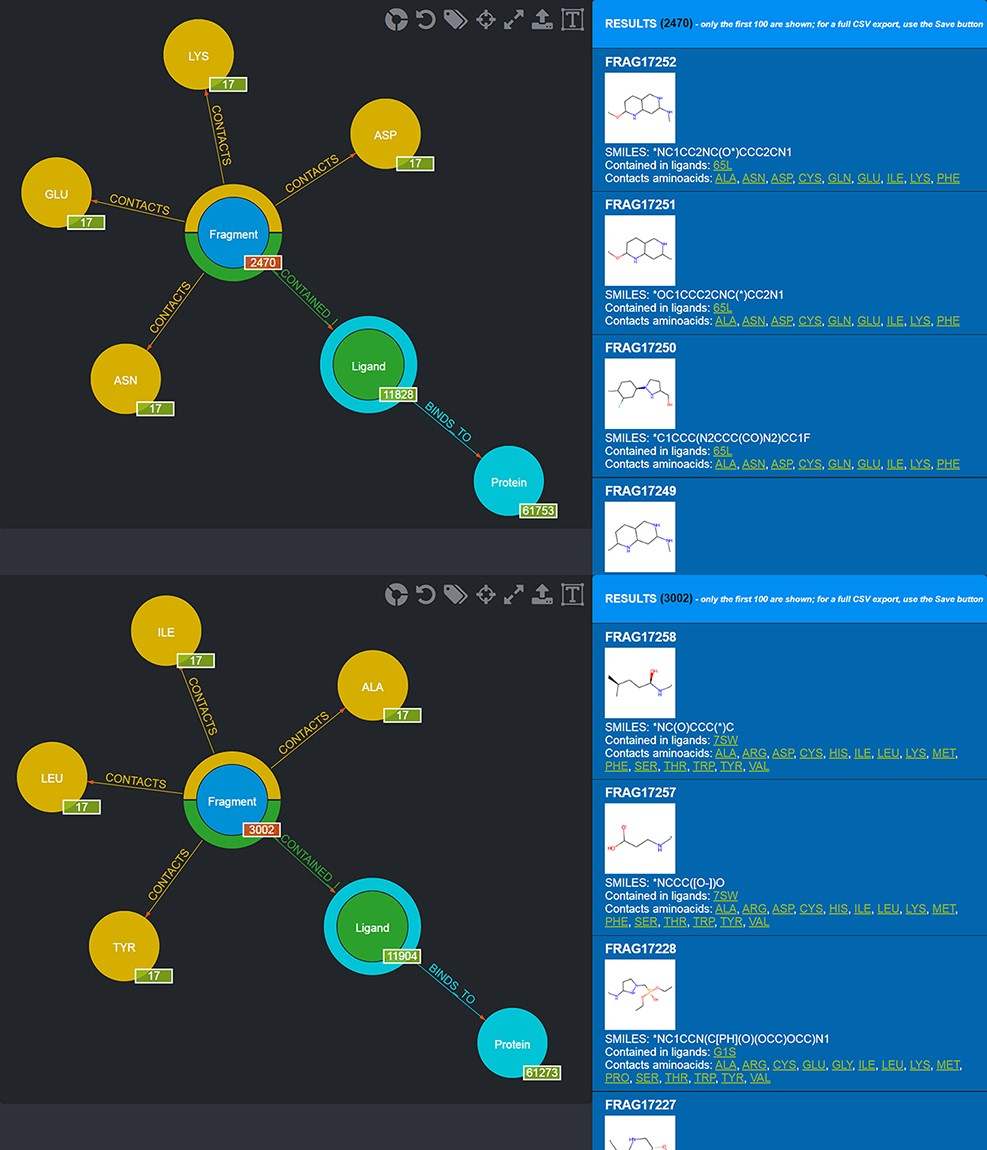 LYS
17
CONTACTS
ASP
17
CONTACTS
GLU
17
CONTACTS
Fragment
2470
CONTACTS
CONTAINED_I
ASN
17
Ligand
11828
BINDS_TO
Protein
61753
RESULTS (2470) - only the first 100 are shown; for a full CSV export, use the Save button
FRAG17252
SMILES: *NC1CC2NC(O*)CCC2CN1
Contained in ligands: 65L
Contacts aminoacids: ALA, ASN, ASP, CYS, GLN, GLU, ILE, LYS, PHE
FRAG17251
SMILES: *OC1CCC2CNC(*)CC2N1
Contained in ligands: 65L
Contacts aminoacids: ALA, ASN, ASP, CYS, GLN, GLU, ILE, LYS, PHE
FRAG17250
SMILES: *C1CCC(N2CCC(CO)N2)CC1F
Contained in ligands: 65L
Contacts aminoacids: ALA, ASN, ASP, CYS, GLN, GLU, ILE, LYS, PHE
FRAG17249
ILE
17
CONTACTS
ALA
17
CONTACTS
LEU
17
CONTACTS
Fragment
3002
CONTACTS
CONTAINED_I
TYR
17
Ligand
11904
BINDS_TO
Protein
61273
RESULTS (3002) - only the first 100 are shown; for a full CSV export, use the Save button
FRAG17258
SMILES: *NC(O)CCC(*)C
Contained in ligands: 7SW
Contacts aminoacids: ALA, ARG, ASP, CYS, HIS, ILE, LEU, LYS, MET,
PHE, SER, THR, TRP, TYR, VAL
FRAG17257
SMILES: *NCCC([O-])O
Contained in ligands: 7SW
Contacts aminoacids: ALA, ARG, ASP, CYS, HIS, ILE, LEU, LYS, MET,
PHE, SER, THR, TRP, TYR, VAL
FRAG17228
SMILES: *NC1CCN(C[PH](O)(OCC)OCC)N1
Contained in ligands: G1S
Contacts aminoacids: ALA, ARG, CYS, GLU, GLY, ILE, LEU, LYS, MET,
PRO, SER, THR, TRP, TYR, VAL
FRAG17227